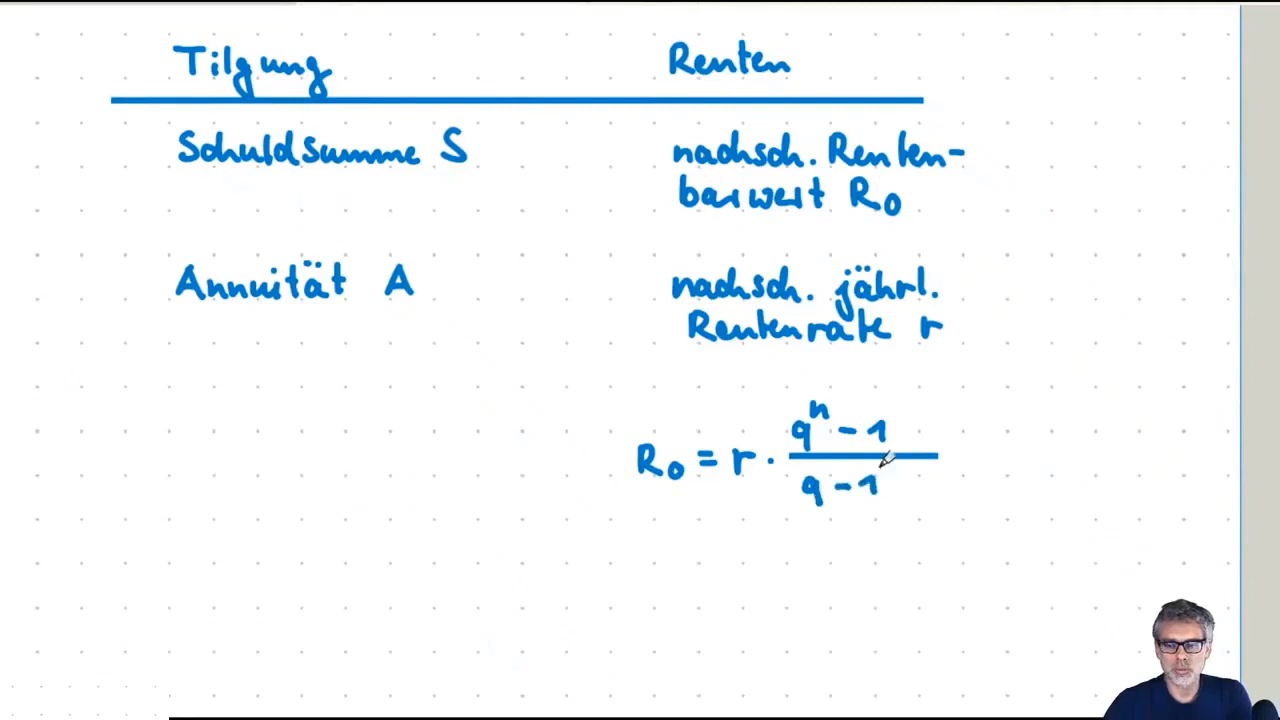 Tilgung Renten
Schuldsumme S nachsch. Renten-
barwert R₀
Annuität A nachsch. jährl.
Rentenrate r
qⁿ - 1
R₀ = r ·
q - 1